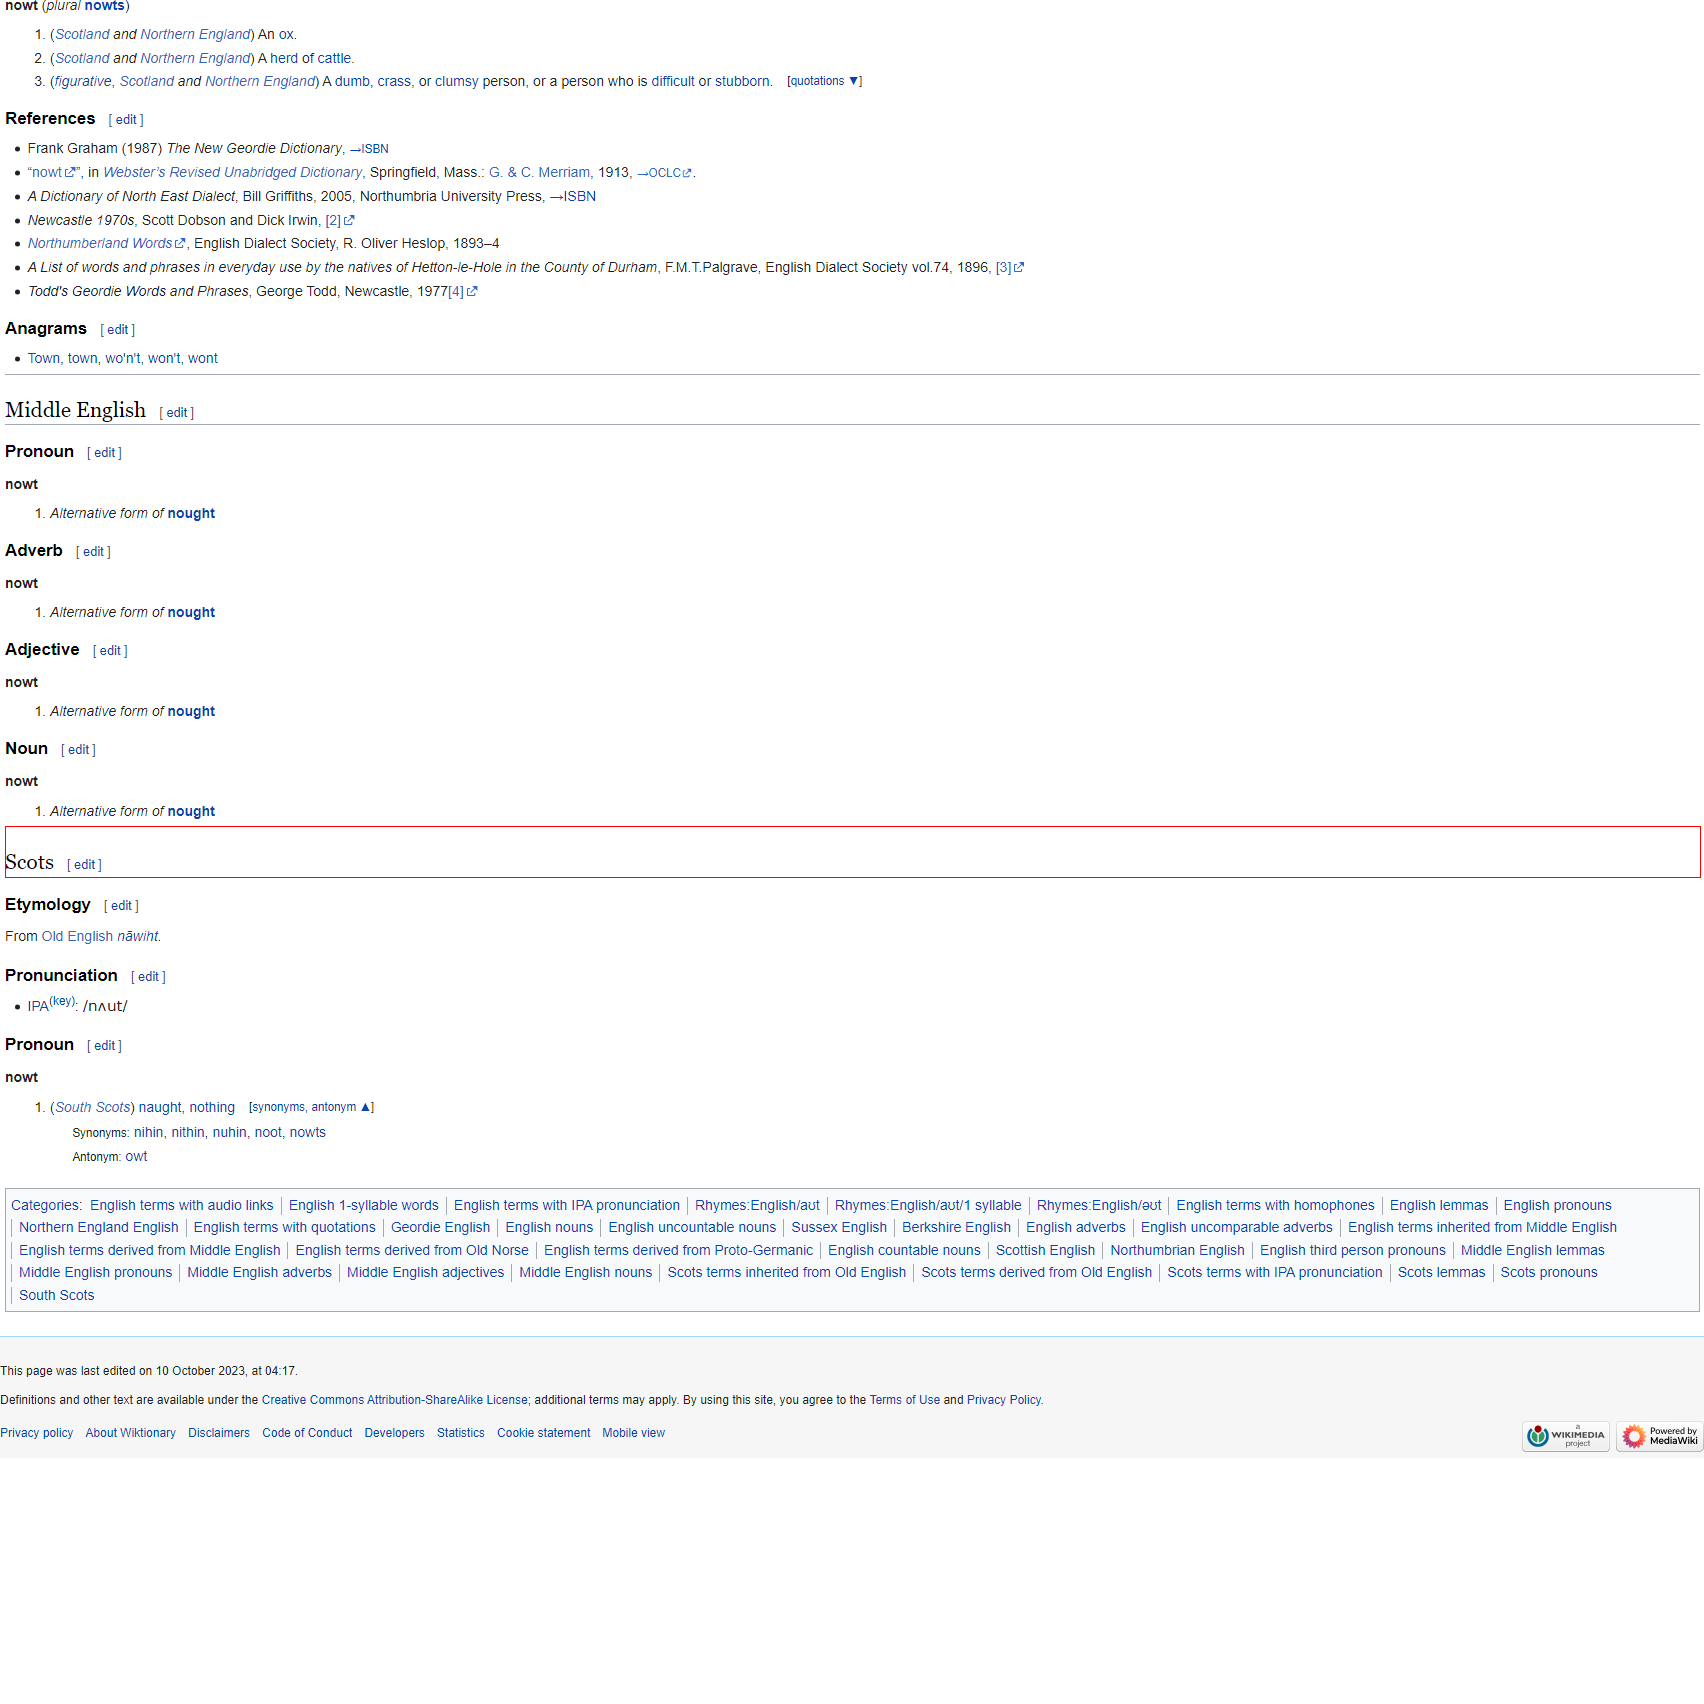 nowt (plural nowts)
1. (Scotland and Northern England) An ox.
2. (Scotland and Northern England) A herd of cattle.
3. (figurative, Scotland and Northern England) A dumb, crass, or clumsy person, or a person who is difficult or stubborn. [quotations ▼]
References [ edit ]
• Frank Graham (1987) The New Geordie Dictionary, →ISBN
• “nowt”, in Webster’s Revised Unabridged Dictionary, Springfield, Mass.: G. & C. Merriam, 1913, →OCLC.
• A Dictionary of North East Dialect, Bill Griffiths, 2005, Northumbria University Press, →ISBN
• Newcastle 1970s, Scott Dobson and Dick Irwin, [2]
• Northumberland Words, English Dialect Society, R. Oliver Heslop, 1893–4
• A List of words and phrases in everyday use by the natives of Hetton-le-Hole in the County of Durham, F.M.T.Palgrave, English Dialect Society vol.74, 1896, [3]
• Todd's Geordie Words and Phrases, George Todd, Newcastle, 1977[4]
Anagrams [ edit ]
• Town, town, wo'n't, won't, wont
Middle English [ edit ]
Pronoun [ edit ]
nowt
1. Alternative form of nought
Adverb [ edit ]
nowt
1. Alternative form of nought
Adjective [ edit ]
nowt
1. Alternative form of nought
Noun [ edit ]
nowt
1. Alternative form of nought
Scots [ edit ]
Etymology [ edit ]
From Old English nāwiht.
Pronunciation [ edit ]
• IPA(key): /nʌut/
Pronoun [ edit ]
nowt
1. (South Scots) naught, nothing [synonyms, antonym ▲]
Synonyms: nihin, nithin, nuhin, noot, nowts
Antonym: owt
Categories: English terms with audio links | English 1-syllable words | English terms with IPA pronunciation | Rhymes:English/aʊt | Rhymes:English/aʊt/1 syllable | Rhymes:English/əʊt | English terms with homophones | English lemmas | English pronouns
| Northern England English | English terms with quotations | Geordie English | English nouns | English uncountable nouns | Sussex English | Berkshire English | English adverbs | English uncomparable adverbs | English terms inherited from Middle English
| English terms derived from Middle English | English terms derived from Old Norse | English terms derived from Proto-Germanic | English countable nouns | Scottish English | Northumbrian English | English third person pronouns | Middle English lemmas
| Middle English pronouns | Middle English adverbs | Middle English adjectives | Middle English nouns | Scots terms inherited from Old English | Scots terms derived from Old English | Scots terms with IPA pronunciation | Scots lemmas | Scots pronouns
| South Scots
This page was last edited on 10 October 2023, at 04:17.
Definitions and other text are available under the Creative Commons Attribution-ShareAlike License; additional terms may apply. By using this site, you agree to the Terms of Use and Privacy Policy.
Privacy policy About Wiktionary Disclaimers Code of Conduct Developers Statistics Cookie statement Mobile view
a
WIKIMEDIA
project
Powered by
MediaWiki